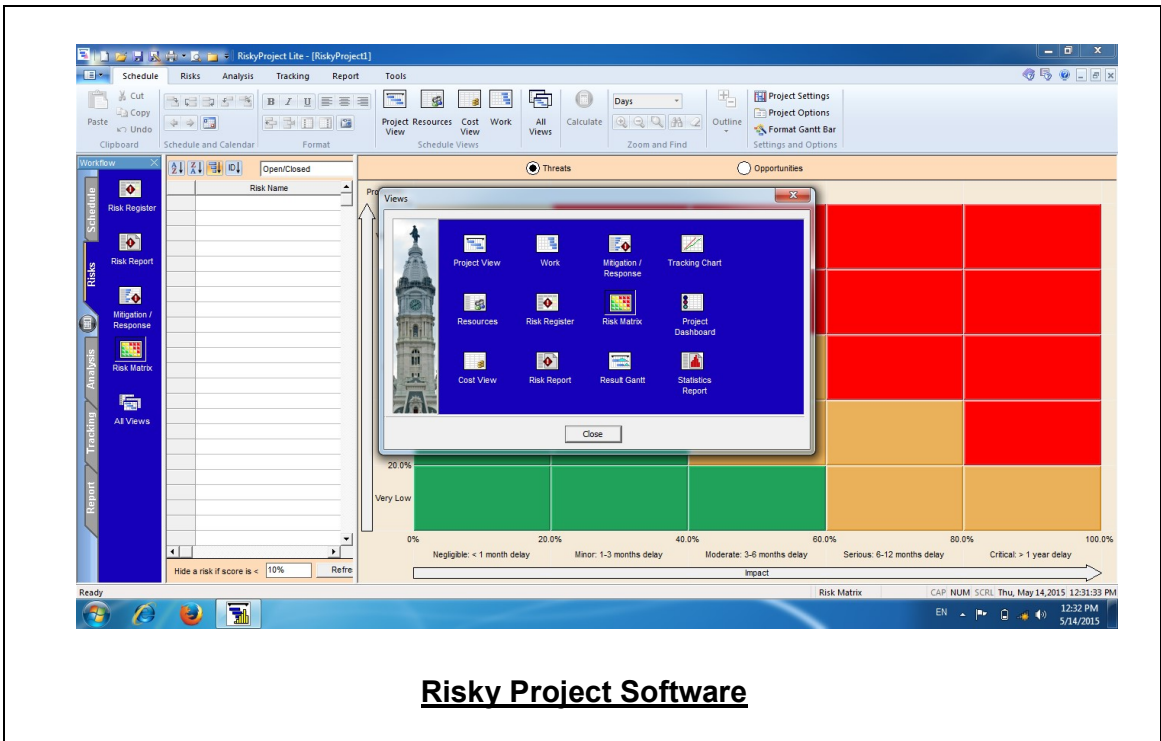 RiskyProject Lite - [RiskyProject1]
Schedule Risks Analysis Tracking Report Tools
Cut
Copy
Paste
Undo
Clipboard
Schedule and Calendar
B I U
Format
Project View
Resources
Cost View
Work
Schedule Views
All Views
Calculate
Days
Zoom and Find
Outline
Project Settings
Project Options
Format Gantt Bar
Settings and Options
Workflow
Schedule
Risks
Analysis
Tracking
Report
Risk Register
Risk Report
Mitigation /
Response
Risk Matrix
All Views
Open/Closed
Risk Name
Hide a risk if score is < 10% Refre
Threats Opportunities
Views
Project View Work Mitigation / Response Tracking Chart
Resources Risk Register Risk Matrix Project Dashboard
Cost View Risk Report Result Gantt Statistics Report
Close
20.0%
Very Low
0% 20.0% 40.0% 60.0% 80.0% 100.0%
Negligible: < 1 month delay Minor: 1-3 months delay Moderate: 3-6 months delay Serious: 6-12 months delay Critical: > 1 year delay
Impact
Ready Risk Matrix CAP NUM SCRL Thu, May 14,2015 12:31:33 PM
EN 12:32 PM
5/14/2015
Risky Project Software